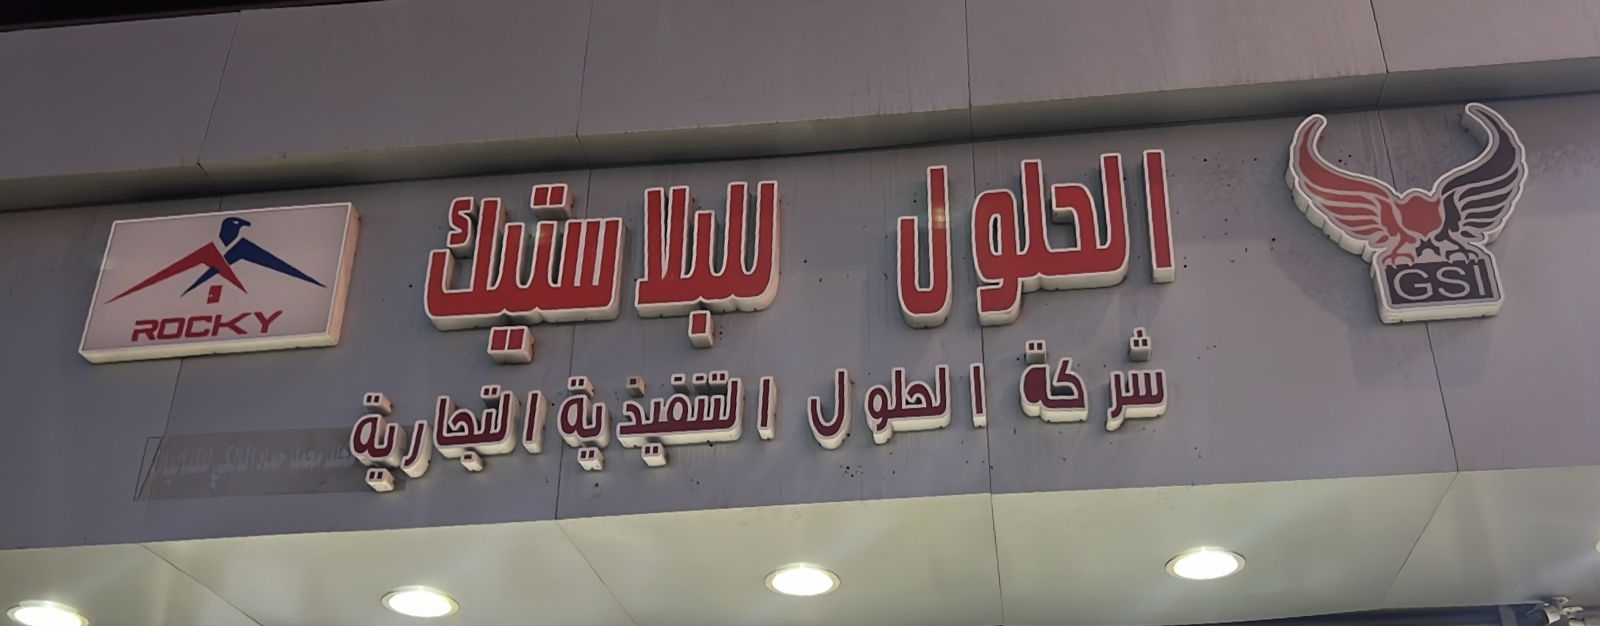 الحلول للبلاستيك
شركة الحلول التنفيذية التجارية
GSI
ROCKY